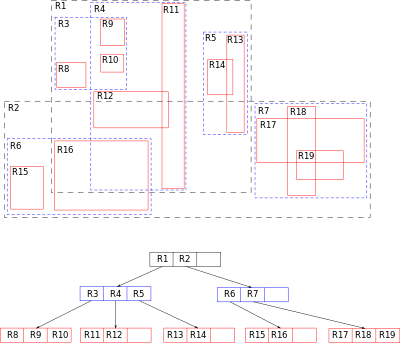 R1
R4
R11
R3
R9
R5
R13
R10
R8
R14
R12
R2
R7
R18
R17
R6
R16
R19
R15
R1 R2
R3 R4 R5
R6 R7
R8 R9 R10
R11 R12
R13 R14
R15 R16
R17 R18 R19